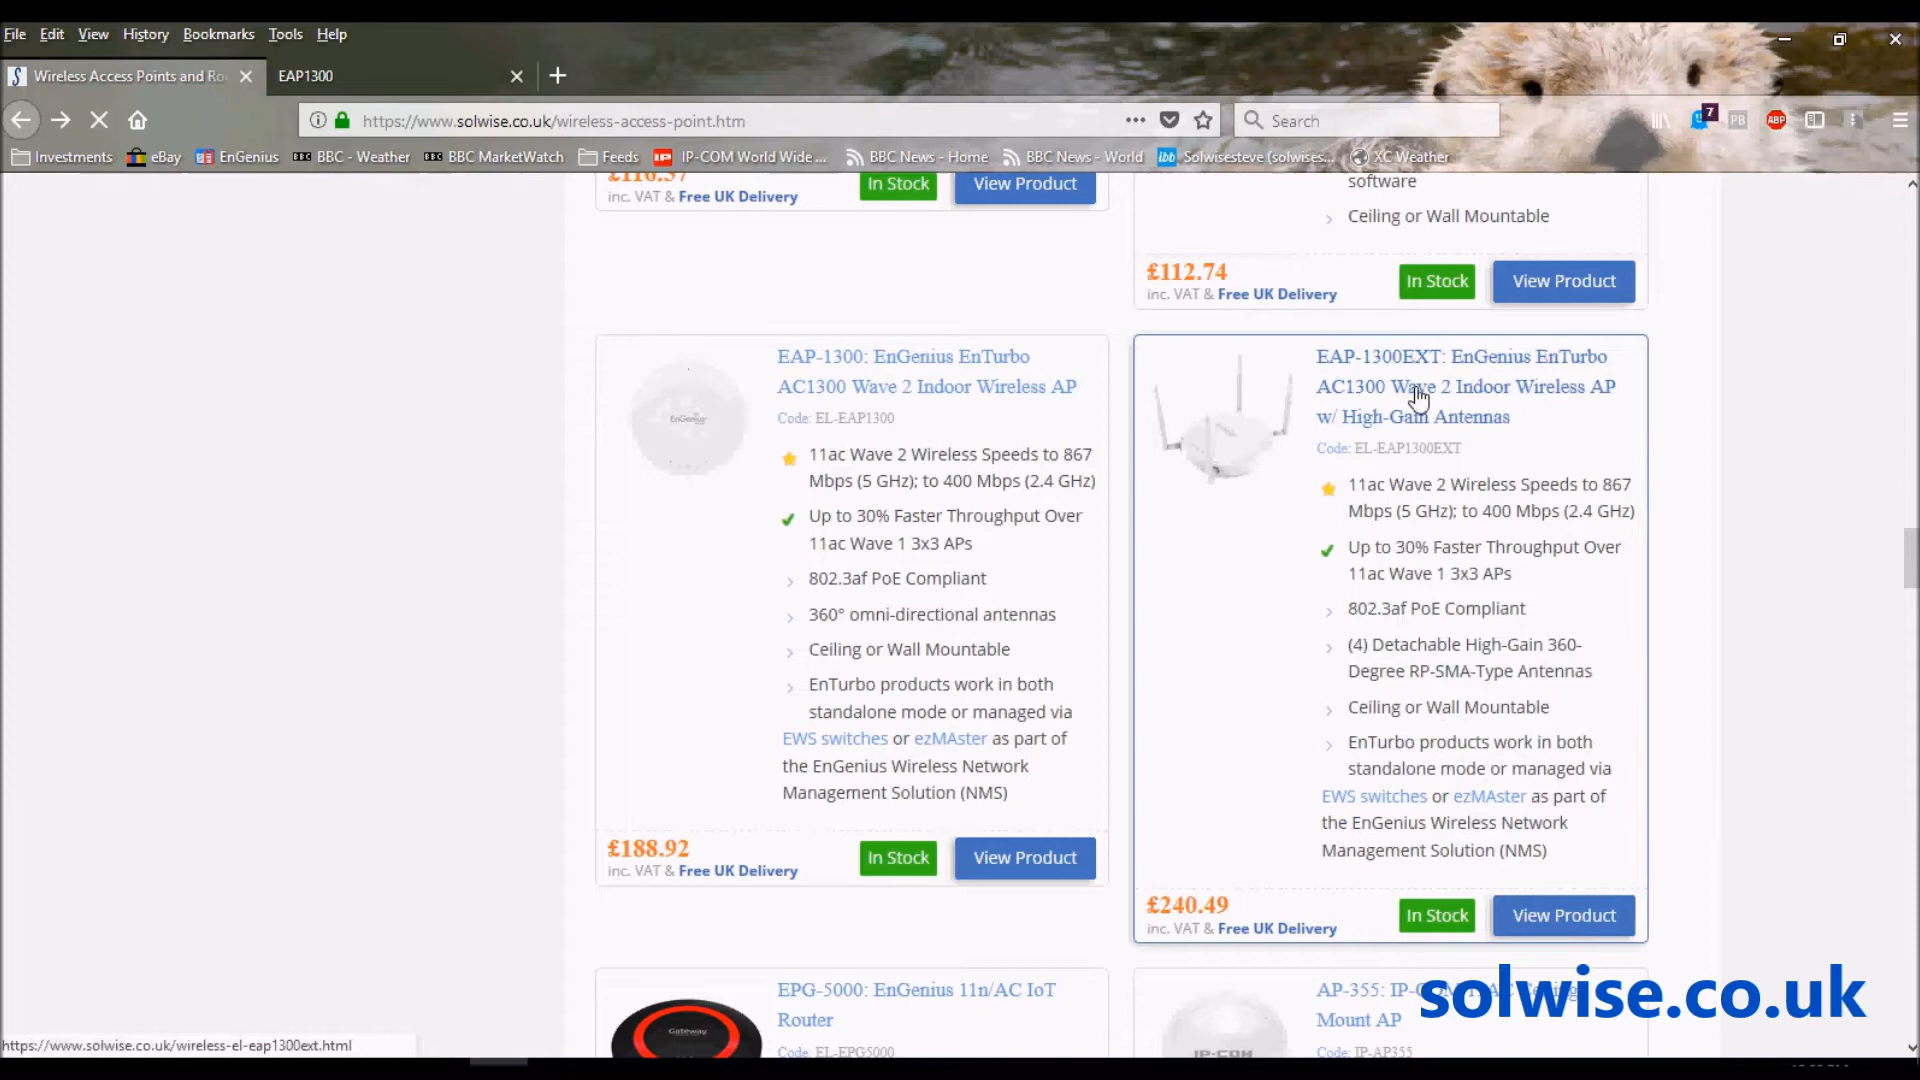 File Edit View History Bookmarks Tools Help
Wireless Access Points and Ro
EAP1300
https://www.solwise.co.uk/wireless-access-point.htm
Search
7
PB
ABP
Investments
eBay
EnGenius
BBC - Weather
BBC MarketWatch
Feeds
IP-COM World Wide ...
BBC News - Home
BBC News - World
Solwisesteve (solwises...
XC Weather
£116.37
inc. VAT & Free UK Delivery
In Stock
View Product
software
Ceiling or Wall Mountable
£112.74
inc. VAT & Free UK Delivery
In Stock
View Product
EnGenius
EAP-1300: EnGenius EnTurbo
AC1300 Wave 2 Indoor Wireless AP
Code: EL-EAP1300
11ac Wave 2 Wireless Speeds to 867
Mbps (5 GHz); to 400 Mbps (2.4 GHz)
Up to 30% Faster Throughput Over
11ac Wave 1 3x3 APs
802.3af PoE Compliant
360° omni-directional antennas
Ceiling or Wall Mountable
EnTurbo products work in both
standalone mode or managed via
EWS switches or ezMAster as part of
the EnGenius Wireless Network
Management Solution (NMS)
£188.92
inc. VAT & Free UK Delivery
In Stock
View Product
EAP-1300EXT: EnGenius EnTurbo
AC1300 Wave 2 Indoor Wireless AP
w/ High-Gain Antennas
Code: EL-EAP1300EXT
11ac Wave 2 Wireless Speeds to 867
Mbps (5 GHz); to 400 Mbps (2.4 GHz)
Up to 30% Faster Throughput Over
11ac Wave 1 3x3 APs
802.3af PoE Compliant
(4) Detachable High-Gain 360-
Degree RP-SMA-Type Antennas
Ceiling or Wall Mountable
EnTurbo products work in both
standalone mode or managed via
EWS switches or ezMAster as part of
the EnGenius Wireless Network
Management Solution (NMS)
£240.49
inc. VAT & Free UK Delivery
In Stock
View Product
Gateway
EPG-5000: EnGenius 11n/AC IoT
Router
Code: EL-EPG5000
IP-COM
AP-355: IP-COM
Mount AP
Code: IP-AP355
solwise.co.uk
https://www.solwise.co.uk/wireless-el-eap1300ext.html